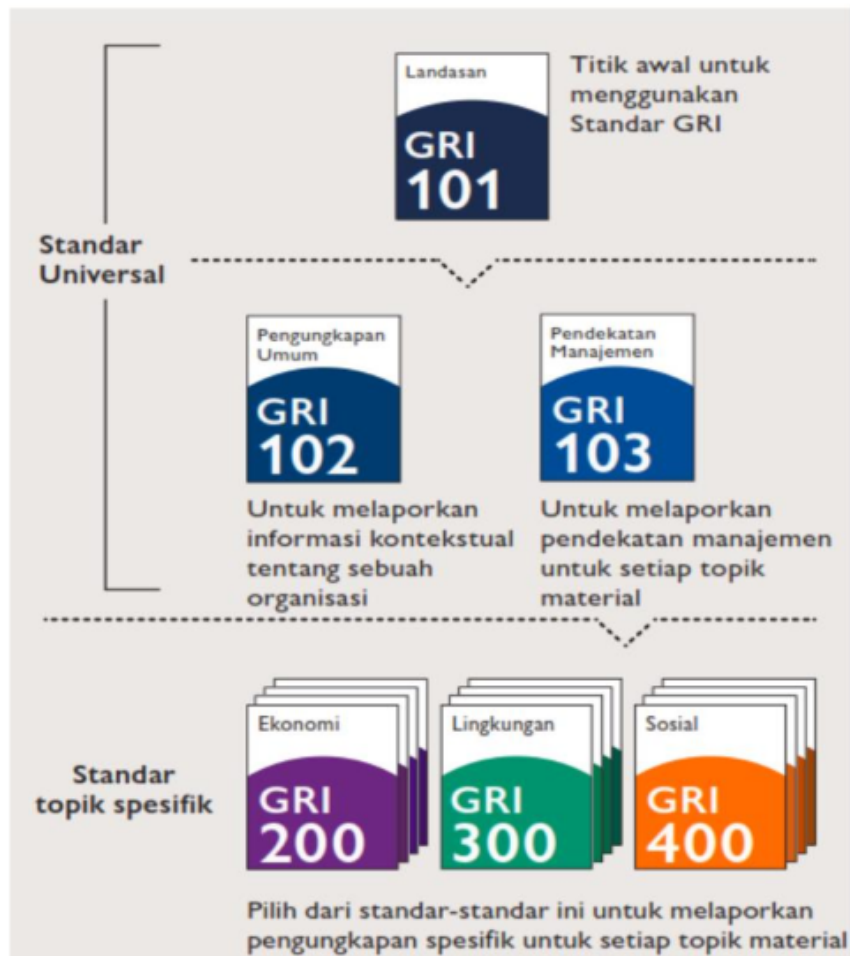 Landasan
GRI
101
Titik awal untuk
menggunakan
Standar GRI
Standar
Universal
Pengungkapan
Umum
GRI
102
Untuk melaporkan
informasi kontekstual
tentang sebuah
organisasi
Pendekatan
Manajemen
GRI
103
Untuk melaporkan
pendekatan manajemen
untuk setiap topik
material
Standar
topik spesifik
Ekonomi
GRI
200
Lingkungan
GRI
300
Sosial
GRI
400
Pilih dari standar-standar ini untuk melaporkan
pengungkapan spesifik untuk setiap topik material